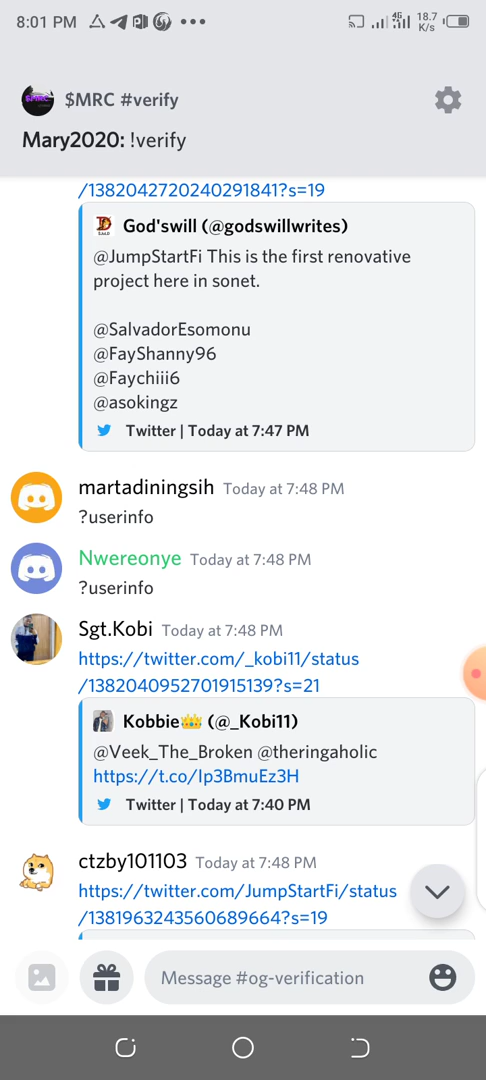 8:01 PM 4G 18.7 K/s
$MRC #verify
Mary2020: !verify
/1382042720240291841?s=19
God'swill (@godswillwrites)
@JumpStartFi This is the first renovative
project here in sonet.
@SalvadorEsomonu
@FayShanny96
@Faychiii6
@asokingz
Twitter | Today at 7:47 PM
martadiningsih Today at 7:48 PM
?userinfo
Nwereonye Today at 7:48 PM
?userinfo
Sgt.Kobi Today at 7:48 PM
https://twitter.com/_kobi11/status
/1382040952701915139?s=21
Kobbie👑 (@_Kobi11)
@Veek_The_Broken @theringaholic
https://t.co/Ip3BmuEz3H
Twitter | Today at 7:40 PM
ctzby101103 Today at 7:48 PM
https://twitter.com/JumpStartFi/status
/1381963243560689664?s=19
Message #og-verification